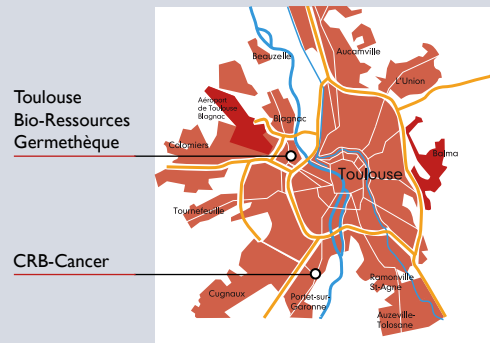 Toulouse
Bio-Ressources
Germethèque
CRB-Cancer
Beauzelle
Aucamville
L'Union
Aéroport
de Toulouse
Blagnac
Blagnac
Colomiers
Balma
Toulouse
Tournefeuille
Cugnaux
Portet-sur-
Garonne
Ramonville
St-Agne
Auzeville-
Tolosane